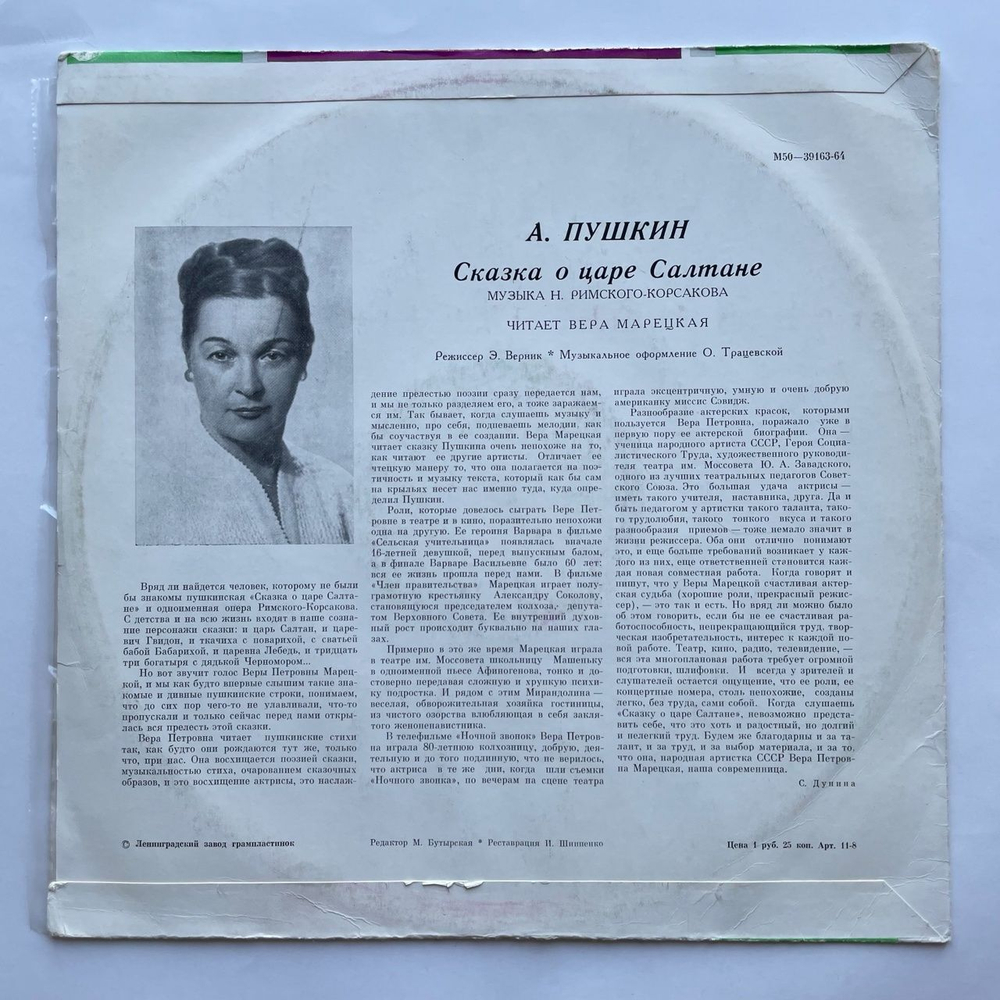 М50—39163-64
А. ПУШКИН
Сказка о царе Салтане
МУЗЫКА Н. РИМСКОГО-КОРСАКОВА
ЧИТАЕТ ВЕРА МАРЕЦКАЯ
Режиссер Э. Верник * Музыкальное оформление О. Трацевской
Вряд ли найдется человек, которому не были
бы знакомы пушкинская «Сказка о царе Салта-
не» и одноименная опера Римского-Корсакова.
С детства и на всю жизнь входят в наше созна-
ние персонажи сказки: и царь Салтан, и царе-
вич Гвидон, и ткачиха с поварихой, с сватьей
бабой Бабарихой, и царевна Лебедь, и тридцать
три богатыря с дядькой Черномором...
Но вот звучит голос Веры Петровны Марец-
кой, и мы как будто впервые слышим такие зна-
комые и дивные пушкинские строки, понимаем,
что до сих пор чего-то не улавливали, что-то
пропускали и только сейчас перед нами откры-
лась вся прелесть этой сказки.
Вера Петровна читает пушкинские стихи
так, как будто они рождаются тут же, только
что, при нас. Она восхищается поэзией сказки,
музыкальностью стиха, очарованием сказочных
образов, и это восхищение актрисы, это наслаж-
дение прелестью поэзии сразу передается нам,
и мы не только разделяем его, а тоже заражаем-
ся им. Так бывает, когда слушаешь музыку и
мысленно, про себя, подпеваешь мелодии, как
бы соучаствуя в ее создании. Вера Марецкая
читает сказку Пушкина очень непохоже на то,
как читают ее другие артисты. Отличает ее
чтецкую манеру то, что она полагается на поэ-
тичность и музыку текста, который как бы сам
на крыльях несет нас именно туда, куда опре-
делил Пушкин.
Роли, которые довелось сыграть Вере Пет-
ровне в театре и в кино, поразительно непохожи
одна на другую. Ее героиня Варвара в фильме
«Сельская учительница» появлялась вначале
16-летней девушкой, перед выпускным балом,
а в финале Варваре Васильевне было 60 лет:
вся ее жизнь прошла перед нами. В фильме
«Член правительства» Марецкая играет полу-
грамотную крестьянку Александру Соколову,
становящуюся председателем колхоза, депута-
том Верховного Совета. Ее внутренний духов-
ный рост происходит буквально на наших гла-
зах.
Примерно в это же время Марецкая играла
в театре им. Моссовета школьницу Машеньку
в одноименной пьесе Афиногенова, тонко и до-
стоверно передавая сложную и хрупкую психи-
ку подростка. И рядом с этим Мирандолина —
веселая, обворожительная хозяйка гостиницы,
из чистого озорства влюбляющая в себя закля-
того женоненавистника.
В телефильме «Ночной звонок» Вера Петров-
на играла 80-летнюю колхозницу, добрую, дея-
тельную и до того подлинную, что не верилось,
что актриса в те же дни, когда шли съемки
«Ночного звонка», по вечерам на сцене театра
играла эксцентричную, умную и очень добрую
американку миссис Сэвидж.
Разнообразие актерских красок, которыми
пользуется Вера Петровна, поражало уже в
первую пору ее актерской биографии. Она —
ученица народного артиста СССР, Героя Социа-
листического Труда, художественного руководи-
теля театра им. Моссовета Ю. А. Завадского,
одного из лучших театральных педагогов Совет-
ского Союза. Это большая удача актрисы —
иметь такого учителя, наставника, друга. Да и
быть педагогом у артистки такого таланта, тако-
го трудолюбия, такого тонкого вкуса и такого
разнообразия приемов — тоже немало значит в
жизни режиссера. Оба они отлично понимают
это, и еще больше требований возникает у каж-
дого из них, еще ответственней становится каж-
дая новая совместная работа. Когда говорят и
пишут, что у Веры Марецкой счастливая актер-
ская судьба (хорошие роли, прекрасный режис-
сер), — это так и есть. Но вряд ли можно было
об этом говорить, если бы не ее счастливая ра-
ботоспособность, непрекращающийся труд, твор-
ческая изобретательность, интерес к каждой но-
вой работе. Театр, кино, радио, телевидение, —
вся эта многоплановая работа требует огромной
подготовки, шлифовки. И всегда у зрителей и
слушателей остается ощущение, что ее роли, ее
концертные номера, столь непохожие, созданы
легко, без труда, сами собой. Когда слушаешь
«Сказку о царе Салтане», невозможно предста-
вить себе, что это хоть и радостный, но долгий
и нелегкий труд. Будем же благодарны и за та-
лант, и за труд, и за выбор материала, и за то,
что она, народная артистка СССР Вера Петров-
на Марецкая, наша современница.
С. Дунина
© Ленинградский завод грампластинок
Редактор М. Бутырская * Реставрация И. Шиппенко
Цена 1 руб. 25 коп. Арт. 11-8